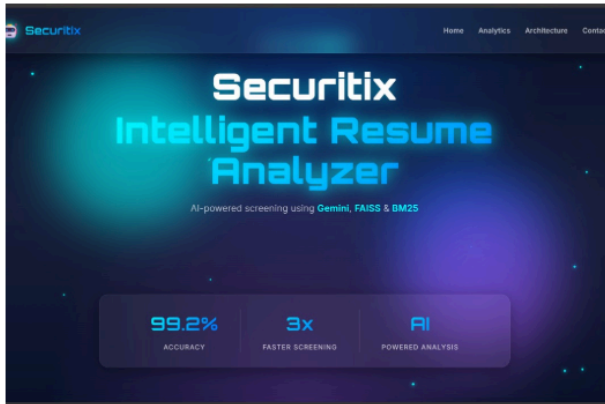 Securitix
Home Analytics Architecture
Securitix
Intelligent Resume
Analyzer
AI-powered screening using Gemini, FAISS & BM25
99.2% 3x AI
ACCURACY FASTER SCREENING POWERED ANALYSIS